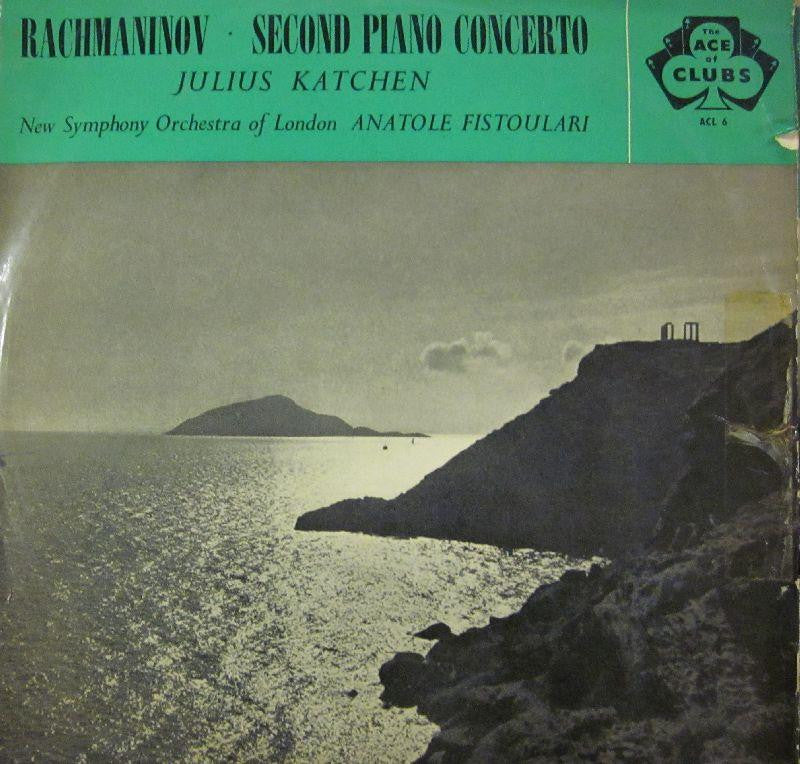 RACHMANINOV · SECOND PIANO CONCERTO
JULIUS KATCHEN
New Symphony Orchestra of London ANATOLE FISTOULARI
The
ACE
of
CLUBS
ACL 6